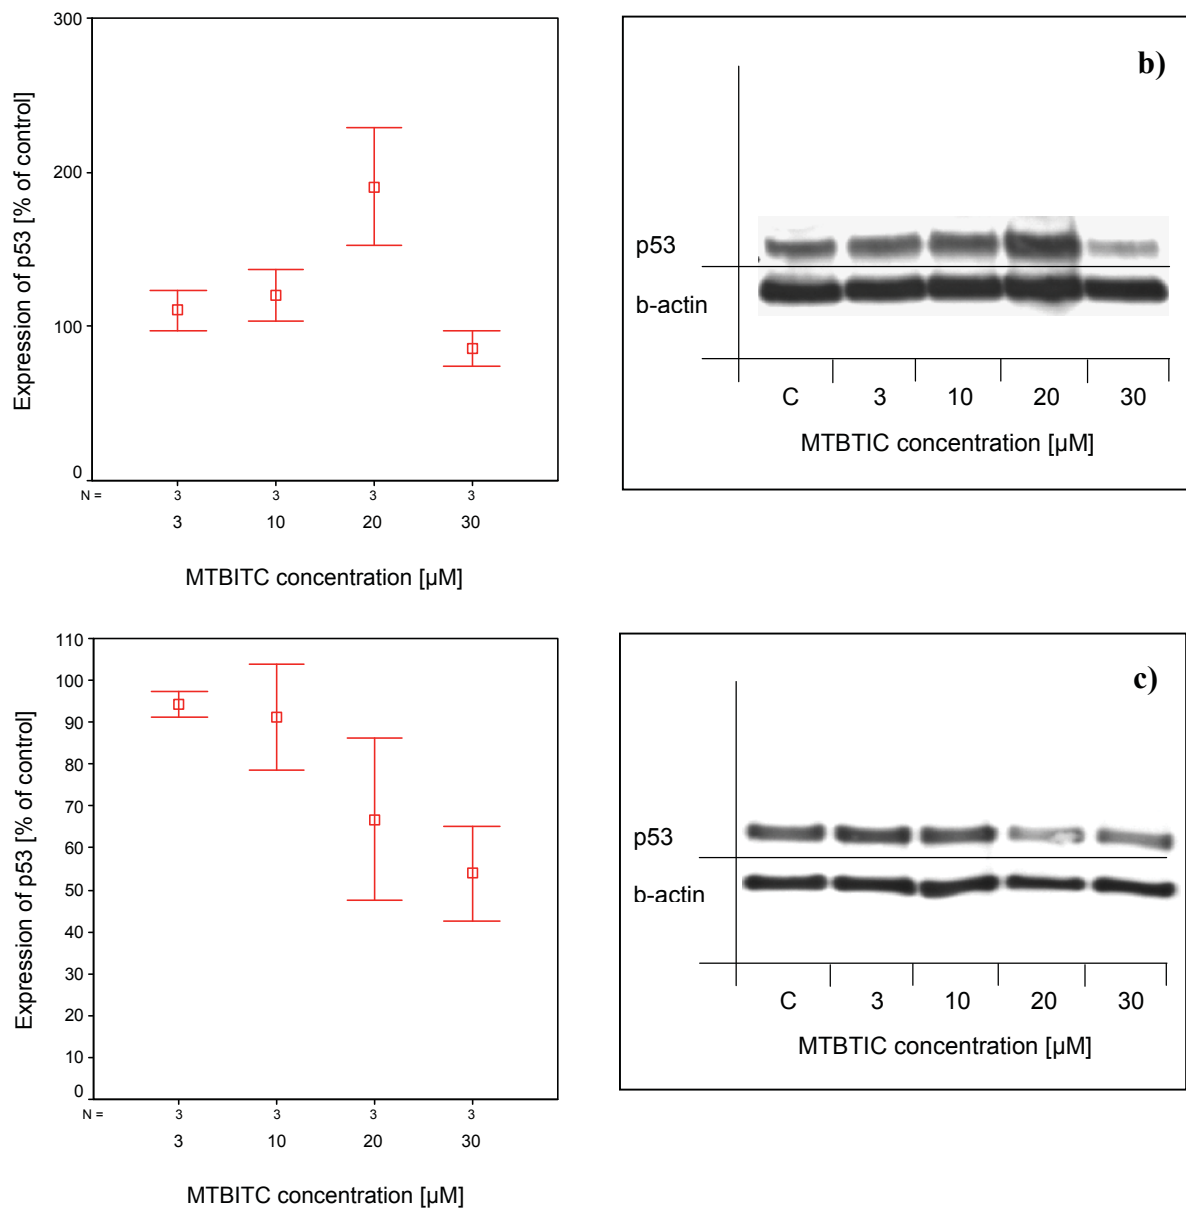 300
200
100
0
Expression of p53 [% of control]
N = 3 3 3 3
3 10 20 30
MTBITC concentration [µM]
b)
p53
b-actin
C 3 10 20 30
MTBTIC concentration [µM]
110
100
90
80
70
60
50
40
30
20
10
0
Expression of p53 [% of control]
N = 3 3 3 3
3 10 20 30
MTBITC concentration [µM]
c)
p53
b-actin
C 3 10 20 30
MTBTIC concentration [µM]